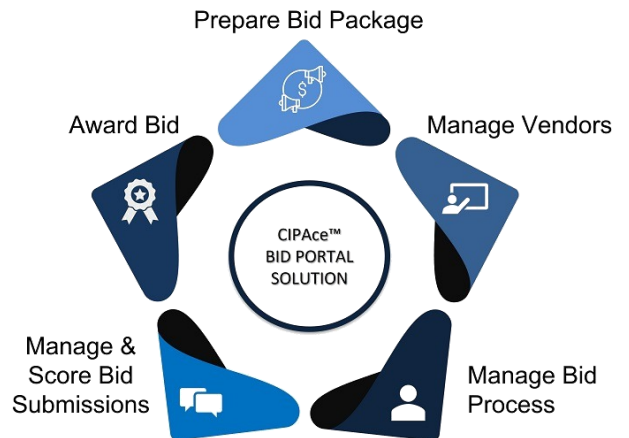 Prepare Bid Package
Award Bid
Manage Vendors
CIPAce™
BID PORTAL
SOLUTION
Manage &
Score Bid
Submissions
Manage Bid
Process
$